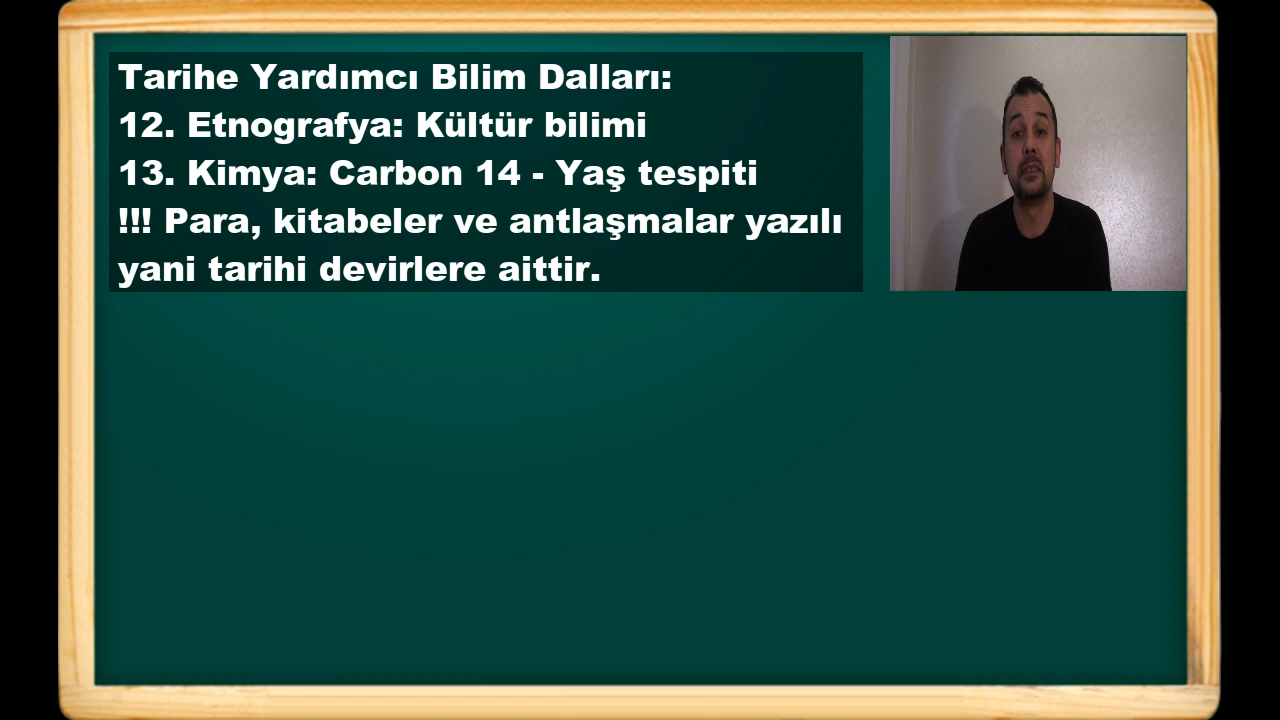 Tarihe Yardımcı Bilim Dalları:
12. Etnografya: Kültür bilimi
13. Kimya: Carbon 14 - Yaş tespiti
!!! Para, kitabeler ve antlaşmalar yazılı
yani tarihi devirlere aittir.